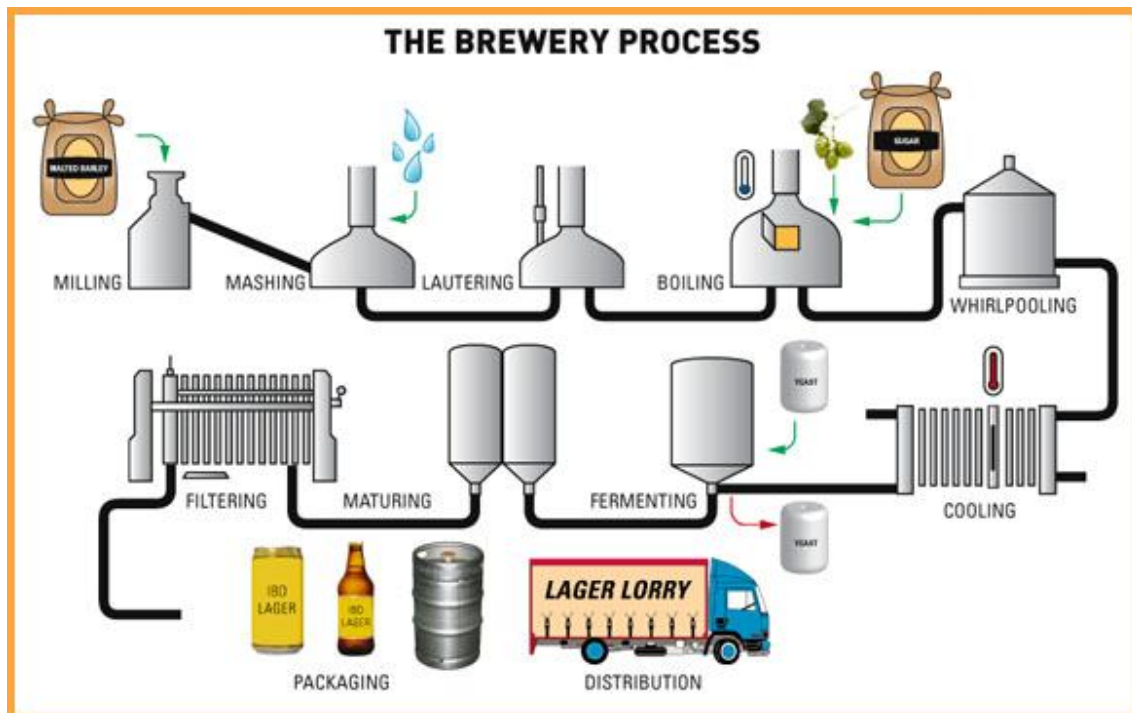 THE BREWERY PROCESS
MALTED BARLEY
SUGAR
MILLING
MASHING
LAUTERING
BOILING
WHIRLPOOLING
YEAST
FILTERING
MATURING
FERMENTING
COOLING
YEAST
IBD
LAGER
IBD
LAGER
LAGER LORRY
PACKAGING
DISTRIBUTION